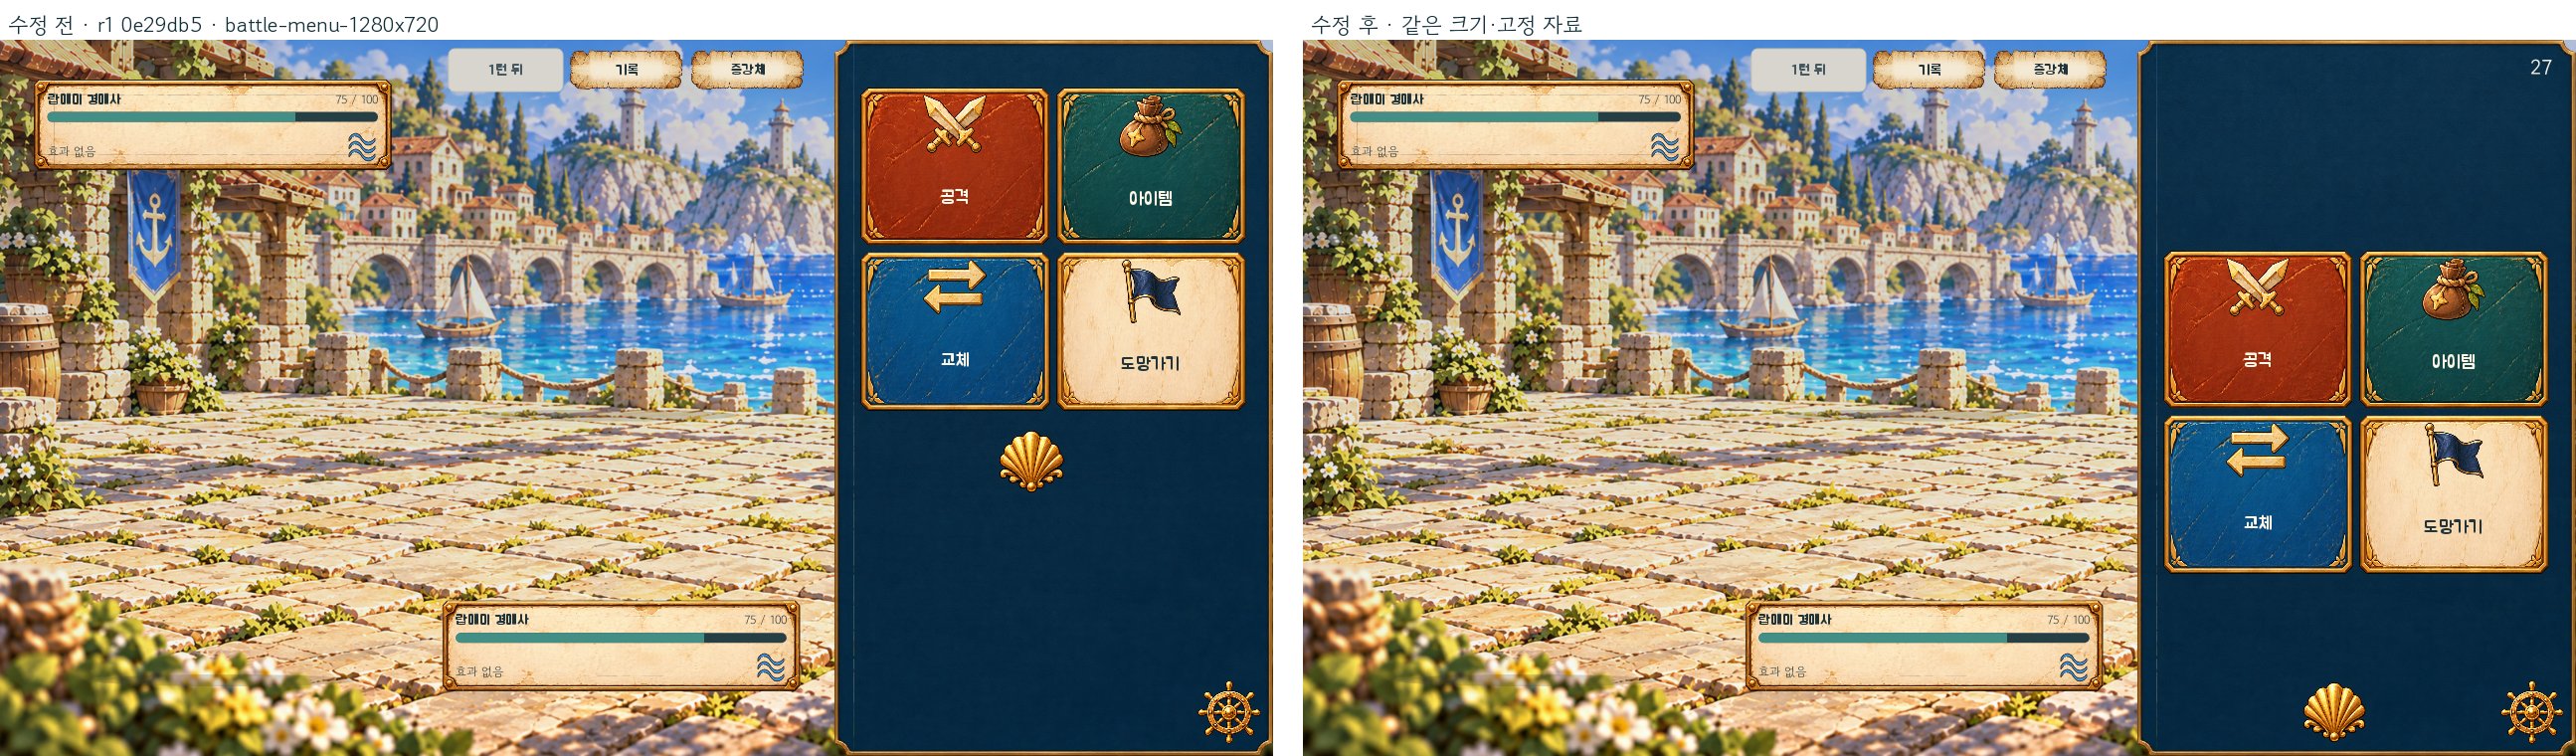 수정 전 · r1 0e29db5 · battle-menu-1280x720
1턴 뒤
기록
증강체
랍매미 경매사
75 / 100
효과 없음
공격
아이템
교체
도망가기
랍매미 경매사
75 / 100
효과 없음
수정 후 · 같은 크기·고정 자료
1턴 뒤
기록
증강체
27
랍매미 경매사
75 / 100
효과 없음
공격
아이템
교체
도망가기
랍매미 경매사
75 / 100
효과 없음